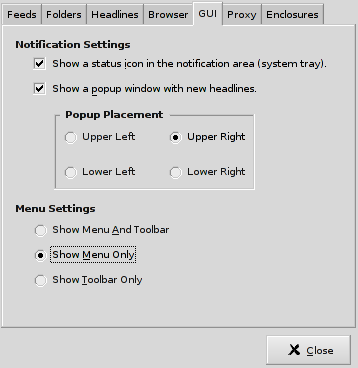 Feeds Folders Headlines Browser GUI Proxy Enclosures
Notification Settings
Show a status icon in the notification area (system tray).
Show a popup window with new headlines.
Popup Placement
Upper Left Upper Right
Lower Left Lower Right
Menu Settings
Show Menu And Toolbar
Show Menu Only
Show Toolbar Only
Close